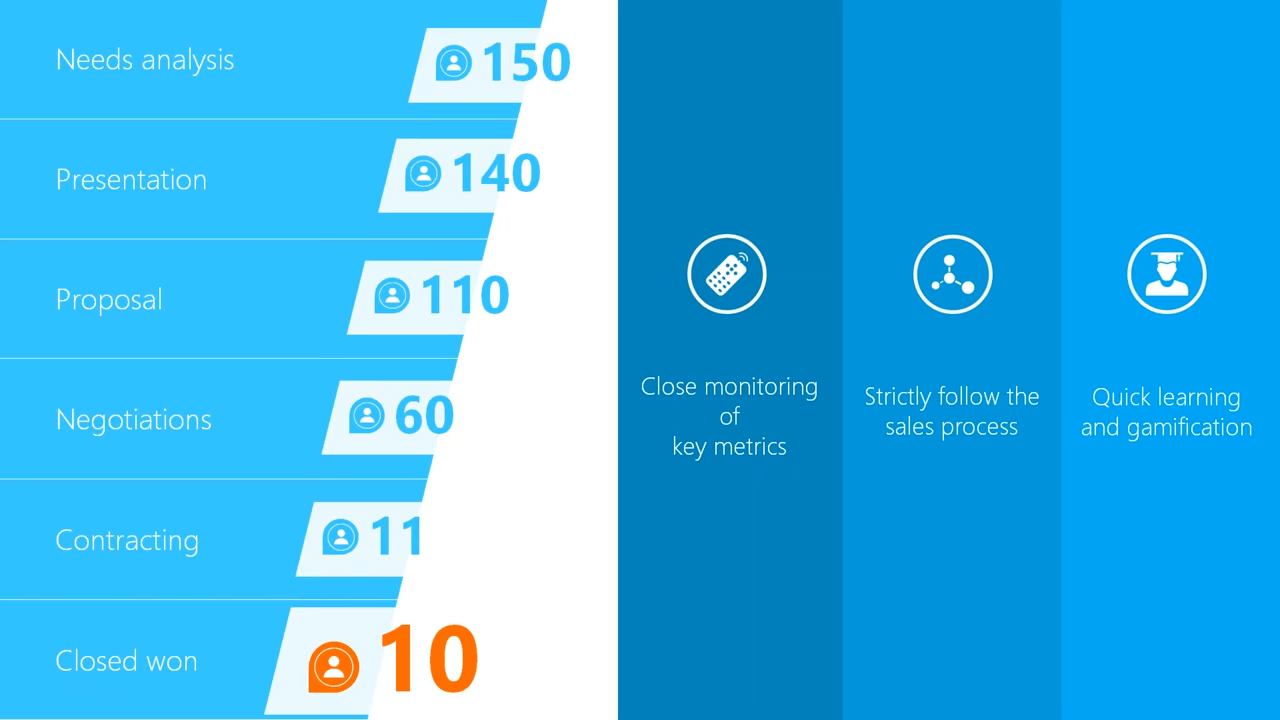 Needs analysis
150
Presentation
140
Proposal
110
Negotiations
60
Contracting
11
Closed won
10
Close monitoring
of
key metrics
Strictly follow the
sales process
Quick learning
and gamification